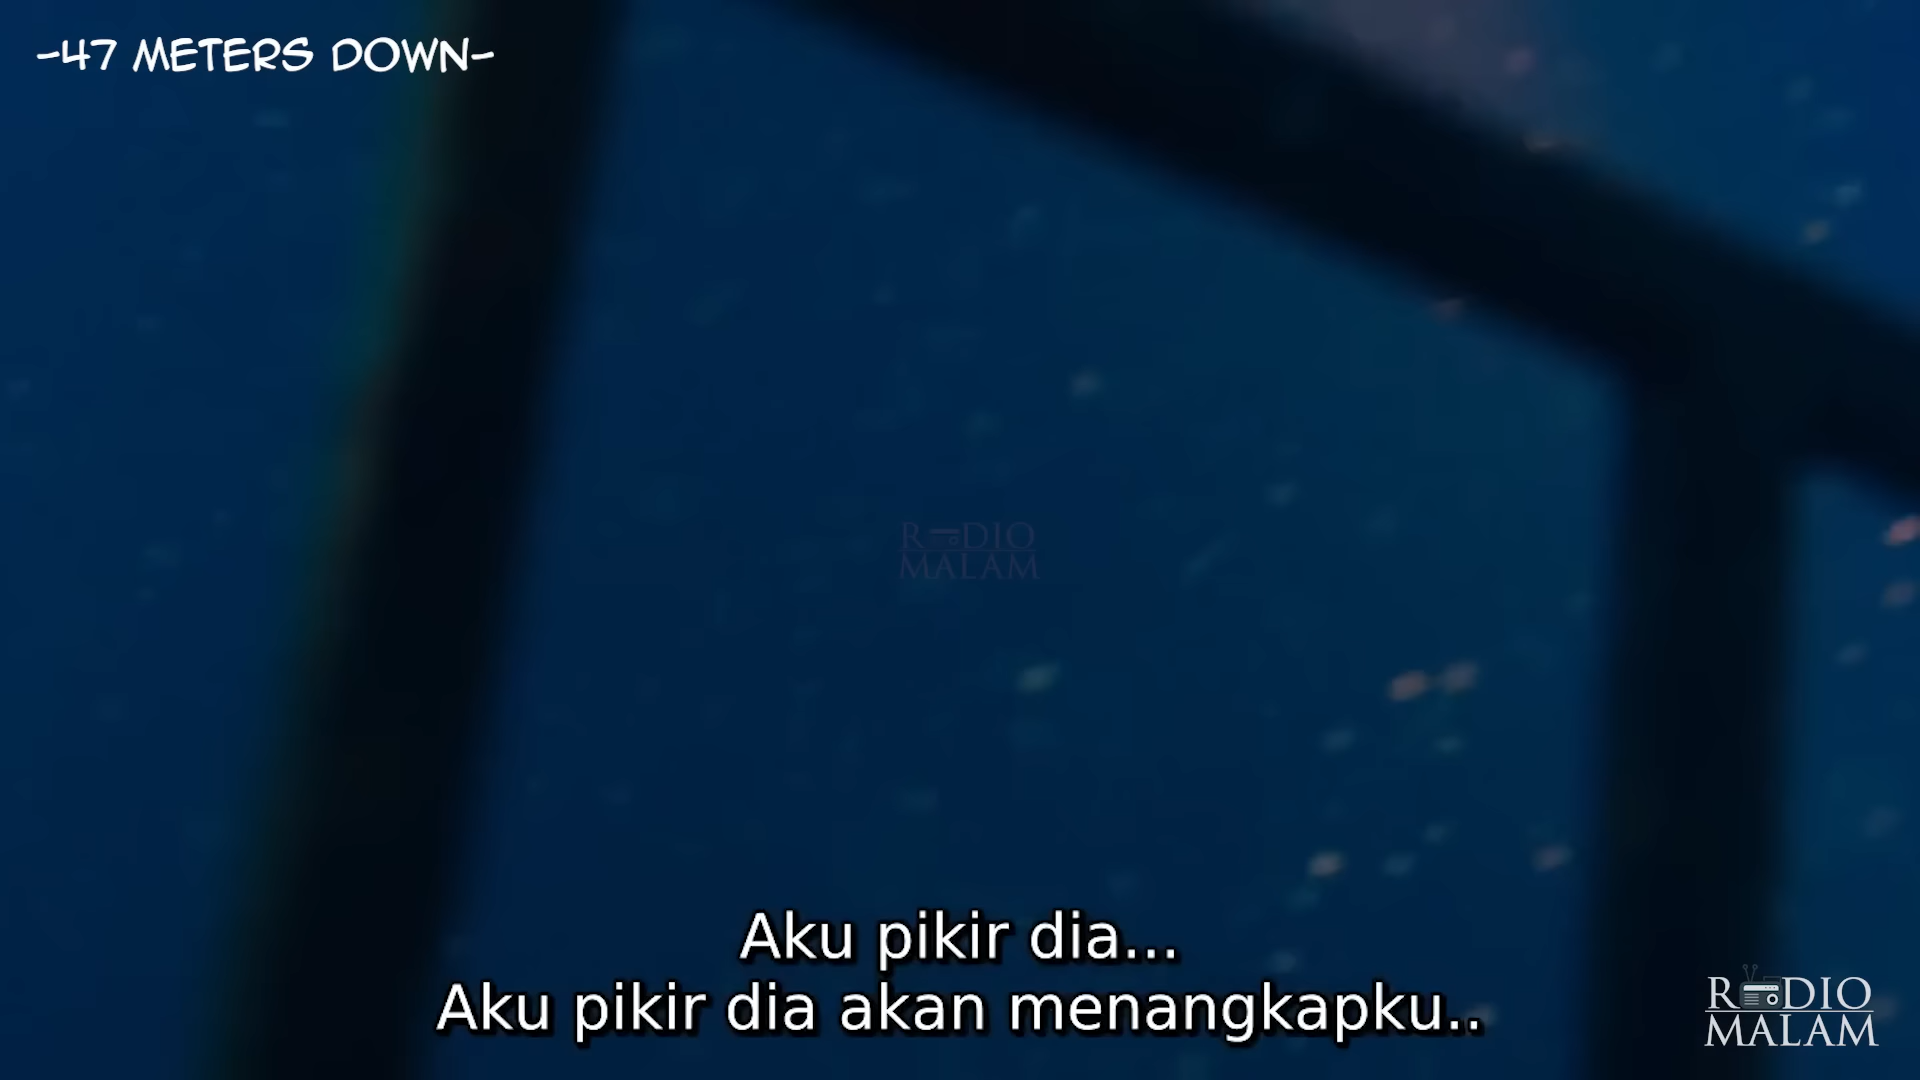 -47 METERS DOWN-
RADIO
MALAM
Aku pikir dia...
Aku pikir dia akan menangkapku..
RADIO
MALAM